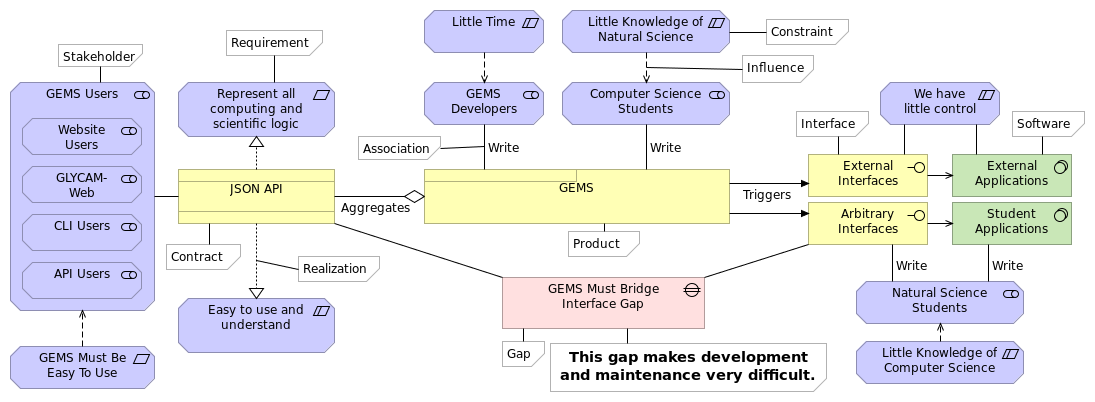 Little Time
Little Knowledge of
Natural Science
Constraint
Requirement
Stakeholder
Influence
GEMS Users
Represent all
computing and
scientific logic
GEMS
Developers
Computer Science
Students
We have
little control
Website
Users
Interface
Software
Association
Write
Write
GLYCAM-
Web
External
Interfaces
External
Applications
JSON API
GEMS
Triggers
Aggregates
CLI Users
Arbitrary
Interfaces
Student
Applications
Contract
Product
API Users
Realization
Write
Write
Easy to use and
understand
GEMS Must Bridge
Interface Gap
Natural Science
Students
GEMS Must Be
Easy To Use
Gap
This gap makes development
and maintenance very difficult.
Little Knowledge of
Computer Science